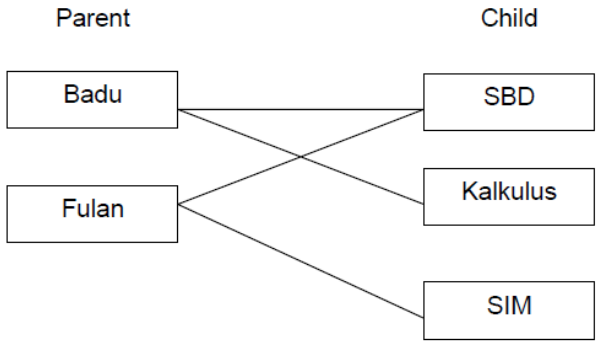 Parent
Child
Badu
SBD
Kalkulus
Fulan
SIM